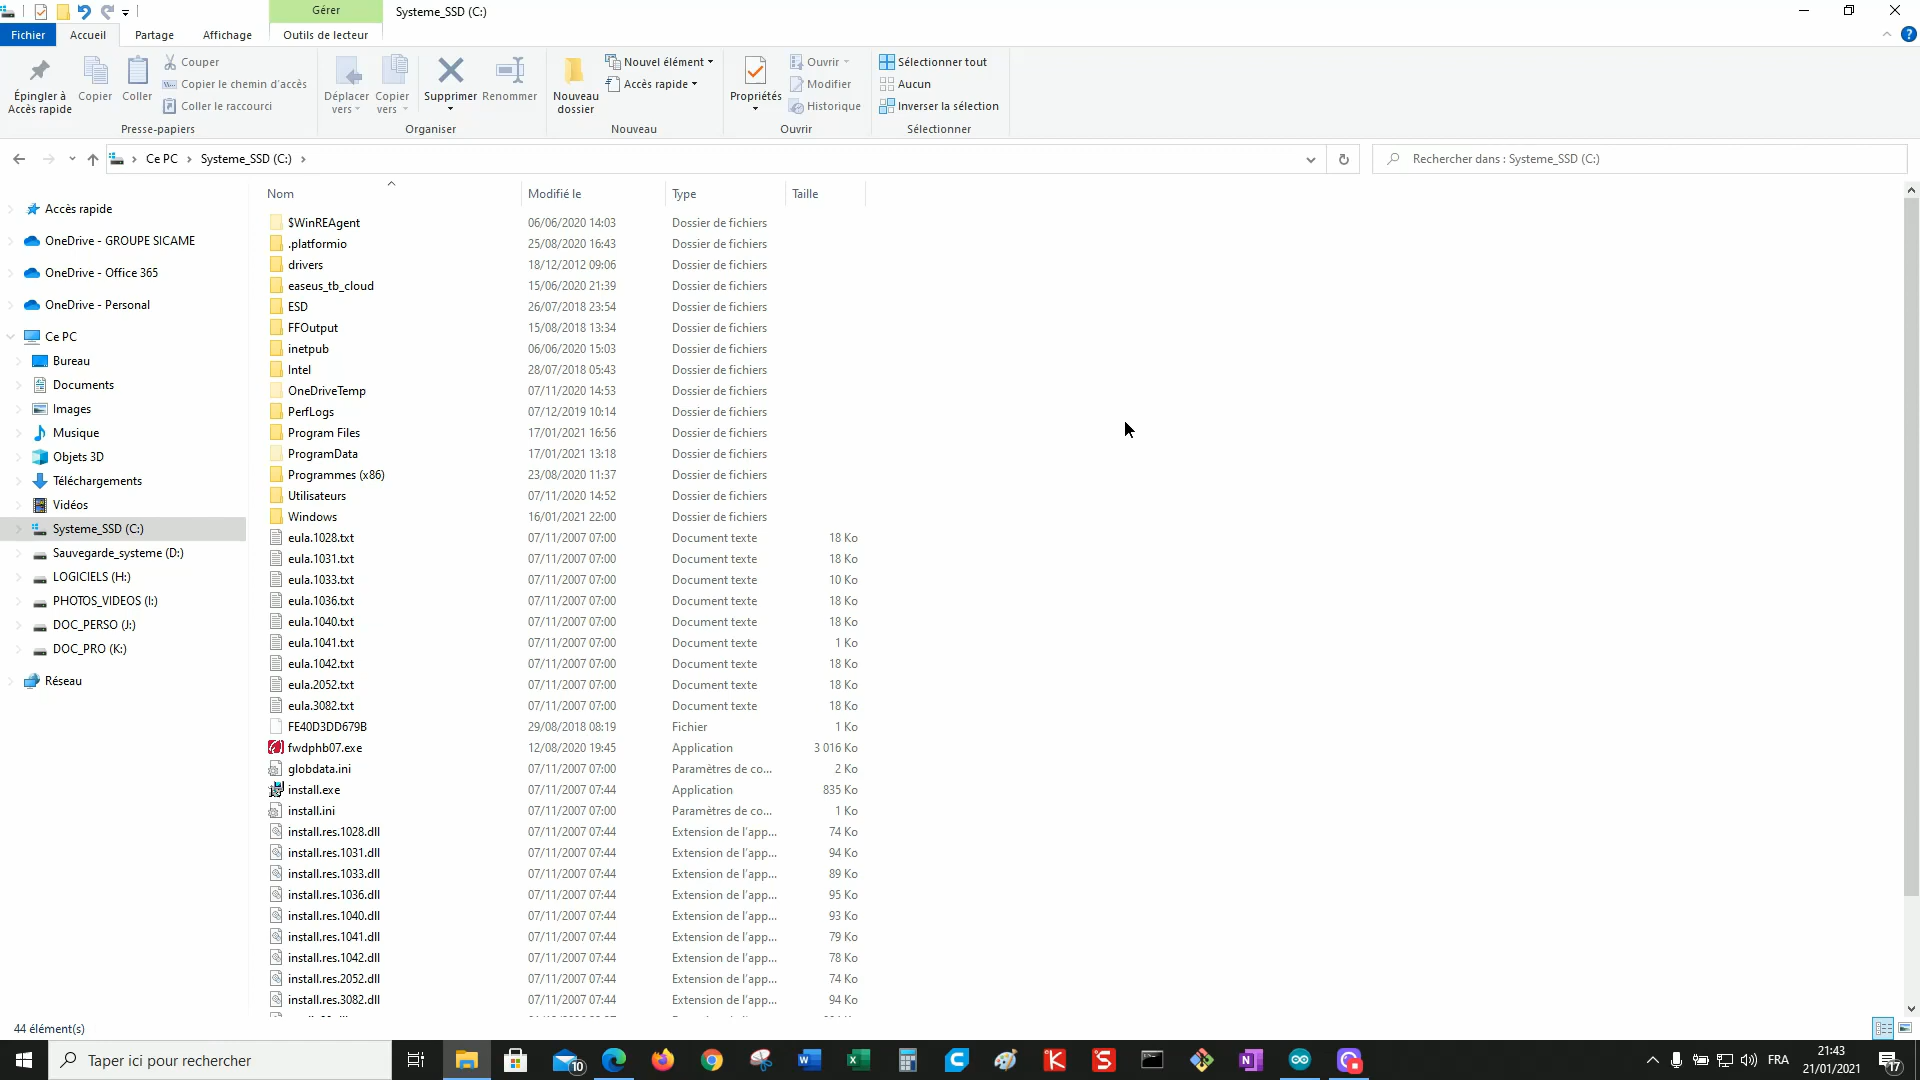 Gérer
Systeme_SSD (C:)
Fichier
Accueil
Partage
Affichage
Outils de lecteur
Épingler à
Accès rapide
Copier
Coller
Couper
Copier le chemin d'accès
Coller le raccourci
Presse-papiers
Déplacer
vers
Copier
vers
Supprimer
Renommer
Organiser
Nouveau
dossier
Nouvel élément
Accès rapide
Nouveau
Propriétés
Ouvrir
Modifier
Historique
Ouvrir
Sélectionner tout
Aucun
Inverser la sélection
Sélectionner
Ce PC > Systeme_SSD (C:) >
Rechercher dans : Systeme_SSD (C:)
Accès rapide
OneDrive - GROUPE SICAME
OneDrive - Office 365
OneDrive - Personal
Ce PC
Bureau
Documents
Images
Musique
Objets 3D
Téléchargements
Vidéos
Systeme_SSD (C:)
Sauvegarde_systeme (D:)
LOGICIELS (H:)
PHOTOS_VIDEOS (I:)
DOC_PERSO (J:)
DOC_PRO (K:)
Réseau
Nom Modifié le Type Taille
$WinREAgent 06/06/2020 14:03 Dossier de fichiers
.platformio 25/08/2020 16:43 Dossier de fichiers
drivers 18/12/2012 09:06 Dossier de fichiers
easeus_tb_cloud 15/06/2020 21:39 Dossier de fichiers
ESD 26/07/2018 23:54 Dossier de fichiers
FFOutput 15/08/2018 13:34 Dossier de fichiers
inetpub 06/06/2020 15:03 Dossier de fichiers
Intel 28/07/2018 05:43 Dossier de fichiers
OneDriveTemp 07/11/2020 14:53 Dossier de fichiers
PerfLogs 07/12/2019 10:14 Dossier de fichiers
Program Files 17/01/2021 16:56 Dossier de fichiers
ProgramData 17/01/2021 13:18 Dossier de fichiers
Programmes (x86) 23/08/2020 11:37 Dossier de fichiers
Utilisateurs 07/11/2020 14:52 Dossier de fichiers
Windows 16/01/2021 22:00 Dossier de fichiers
eula.1028.txt 07/11/2007 07:00 Document texte 18 Ko
eula.1031.txt 07/11/2007 07:00 Document texte 18 Ko
eula.1033.txt 07/11/2007 07:00 Document texte 10 Ko
eula.1036.txt 07/11/2007 07:00 Document texte 18 Ko
eula.1040.txt 07/11/2007 07:00 Document texte 18 Ko
eula.1041.txt 07/11/2007 07:00 Document texte 1 Ko
eula.1042.txt 07/11/2007 07:00 Document texte 18 Ko
eula.2052.txt 07/11/2007 07:00 Document texte 18 Ko
eula.3082.txt 07/11/2007 07:00 Document texte 18 Ko
FE40D3DD679B 29/08/2018 08:19 Fichier 1 Ko
fwdphb07.exe 12/08/2020 19:45 Application 3 016 Ko
globdata.ini 07/11/2007 07:00 Paramètres de co... 2 Ko
install.exe 07/11/2007 07:44 Application 835 Ko
install.ini 07/11/2007 07:00 Paramètres de co... 1 Ko
install.res.1028.dll 07/11/2007 07:44 Extension de l'app... 74 Ko
install.res.1031.dll 07/11/2007 07:44 Extension de l'app... 94 Ko
install.res.1033.dll 07/11/2007 07:44 Extension de l'app... 89 Ko
install.res.1036.dll 07/11/2007 07:44 Extension de l'app... 95 Ko
install.res.1040.dll 07/11/2007 07:44 Extension de l'app... 93 Ko
install.res.1041.dll 07/11/2007 07:44 Extension de l'app... 79 Ko
install.res.1042.dll 07/11/2007 07:44 Extension de l'app... 78 Ko
install.res.2052.dll 07/11/2007 07:44 Extension de l'app... 74 Ko
install.res.3082.dll 07/11/2007 07:44 Extension de l'app... 94 Ko
44 élément(s)
Taper ici pour rechercher
10
FRA
21:43
21/01/2021
17